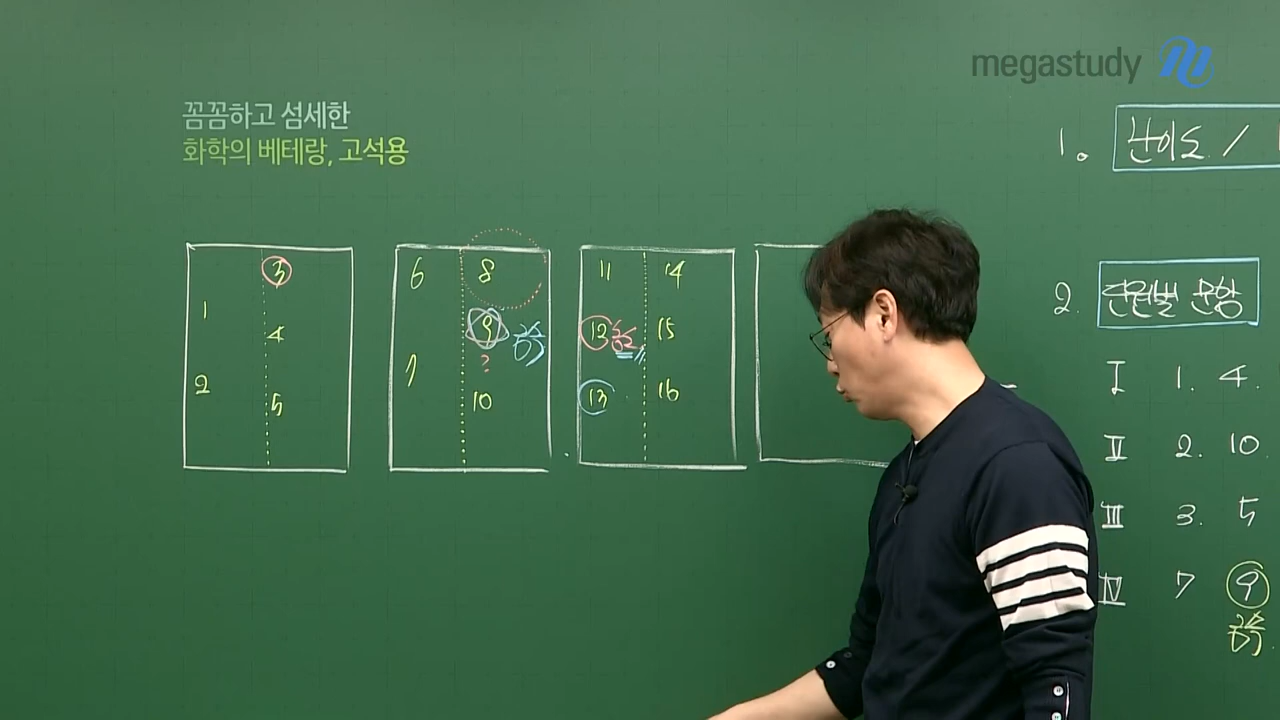 megastudy
꼼꼼하고 섬세한
화학의 베테랑, 고석용
1
2
3
4
5
6
7
8
9
?
10
11
12
13
14
15
16
1. 난이도 /
2. 단원별 문항
I 1. 4.
II 2. 10
III 3. 5
IV 7 9